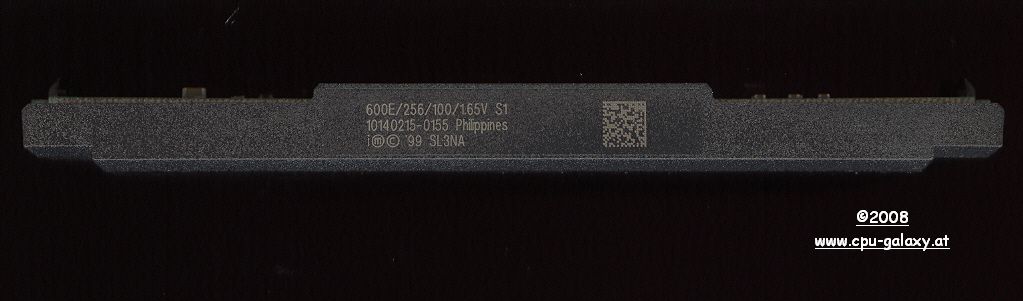 600E/256/100/1.65V S1
10140215-0155 Philippines
i Ⓜ © '99 SL3NA
©2008
www.cpu-galaxy.at